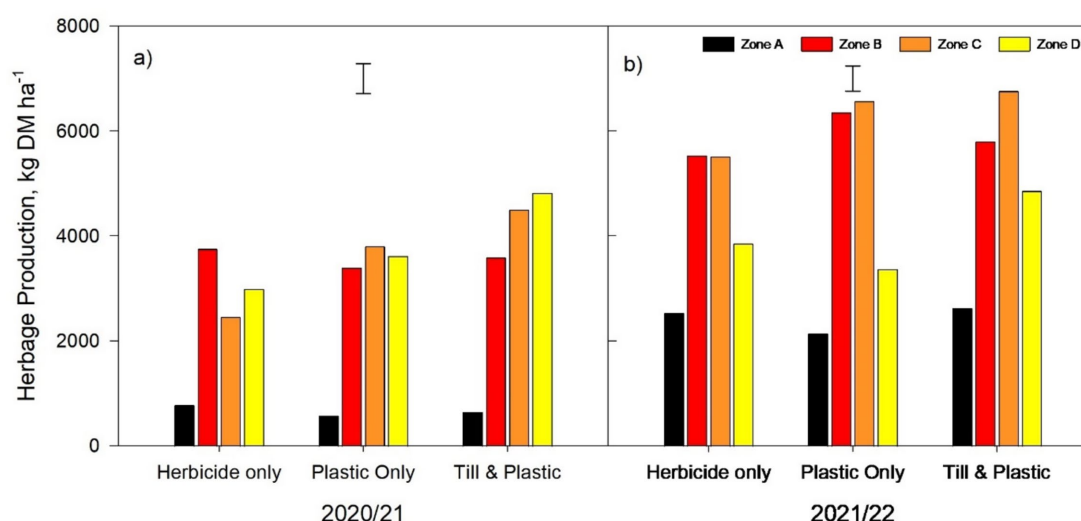 8000
6000
4000
2000
0
Herbage Production, kg DM ha⁻¹
a)
Herbicide only Plastic Only Till & Plastic
2020/21
Zone A Zone B Zone C Zone D
b)
Herbicide only Plastic Only Till & Plastic
2021/22